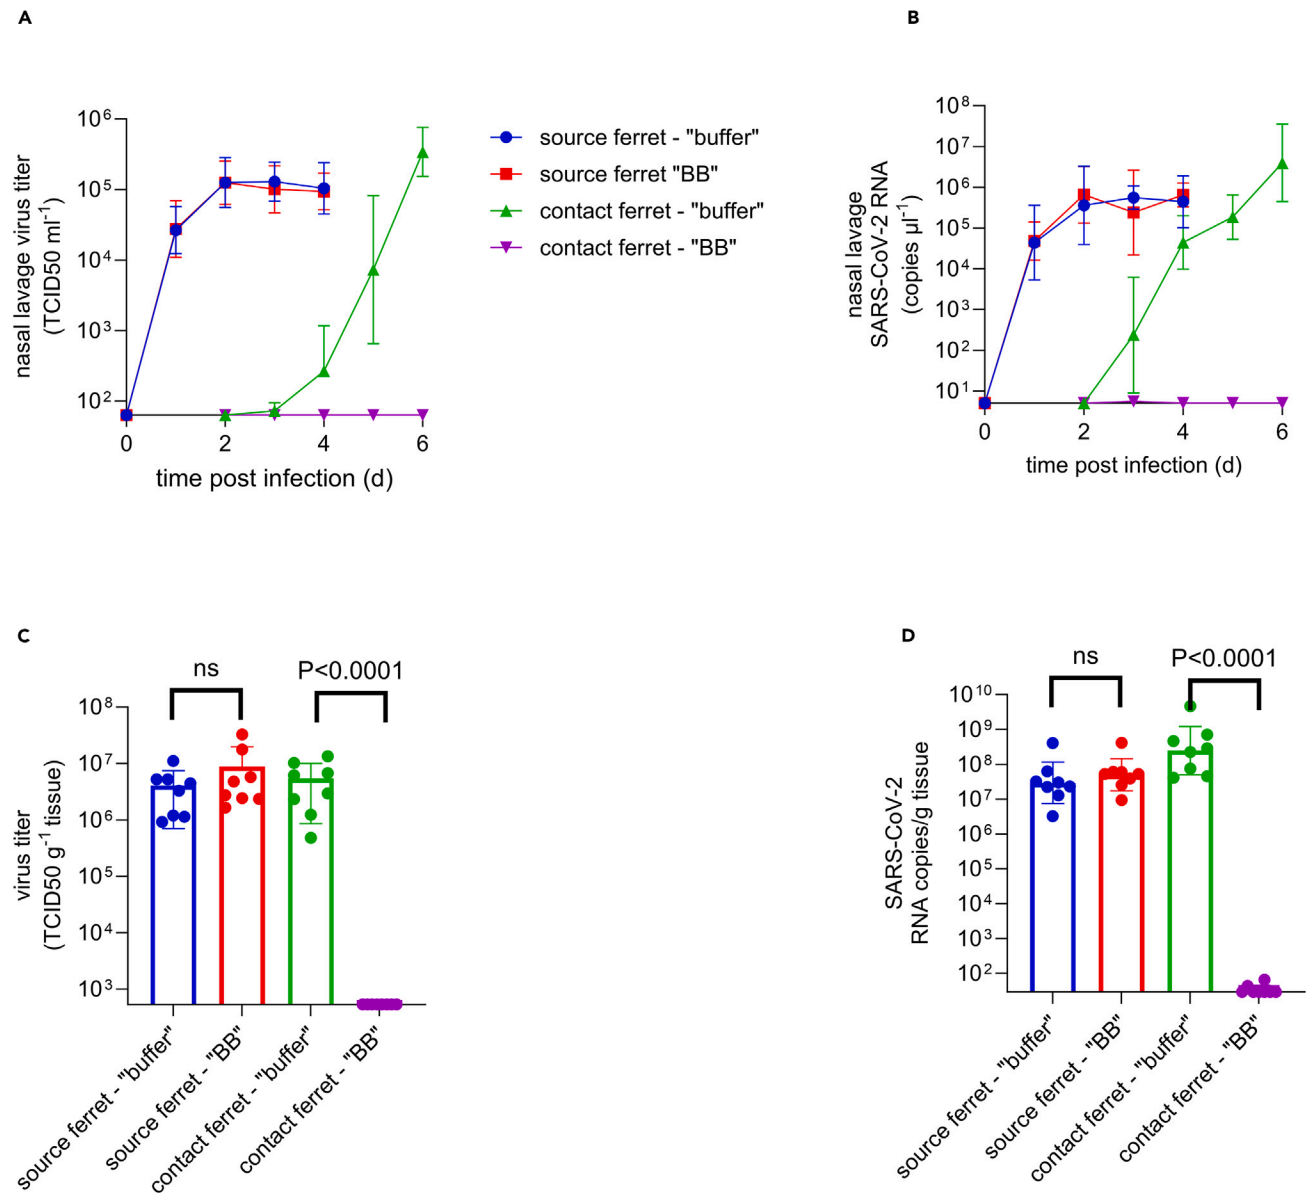 A
nasal lavage virus titer
(TCID50 ml⁻¹)
10⁶
10⁵
10⁴
10³
10²
0
2
4
6
time post infection (d)
source ferret - "buffer"
source ferret "BB"
contact ferret - "buffer"
contact ferret - "BB"
B
nasal lavage
SARS-CoV-2 RNA
(copies µl⁻¹)
10⁸
10⁷
10⁶
10⁵
10⁴
10³
10²
10¹
0
2
4
6
time post infection (d)
C
virus titer
(TCID50 g⁻¹ tissue)
10⁸
10⁷
10⁶
10⁵
10⁴
10³
ns
P<0.0001
source ferret - "buffer"
source ferret - "BB"
contact ferret - "buffer"
contact ferret - "BB"
D
SARS-CoV-2
RNA copies/g tissue
10¹⁰
10⁹
10⁸
10⁷
10⁶
10⁵
10⁴
10³
10²
ns
P<0.0001
source ferret - "buffer"
source ferret - "BB"
contact ferret - "buffer"
contact ferret - "BB"